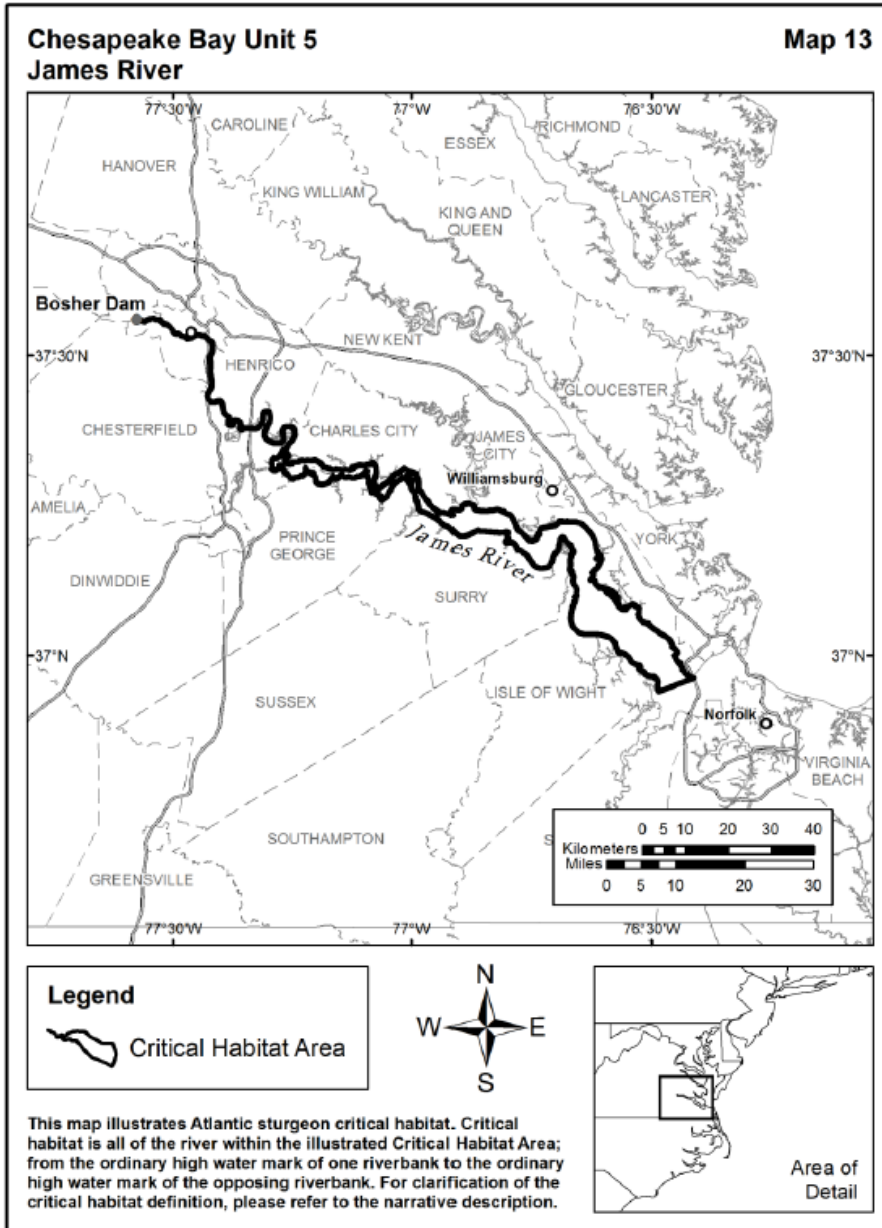 Chesapeake Bay Unit 5
Map 13
James River
77°30'W
77°W
76°30'W
CAROLINE
RICHMOND
ESSEX
HANOVER
KING WILLIAM
LANCASTER
KING AND
QUEEN
Bosher Dam
37°30'N
37°30'N
NEW KENT
HENRICO
GLOUCESTER
CHESTERFIELD
CHARLES CITY
JAMES
CITY
Williamsburg
AMELIA
PRINCE
GEORGE
James River
YORK
DINWIDDIE
SURRY
37°N
37°N
SUSSEX
ISLE OF WIGHT
Norfolk
VIRGINIA
BEACH
SOUTHAMPTON
S
GREENSVILLE
0 5 10 20 30 40
Kilometers
Miles
0 5 10 20 30
77°30'W
77°W
76°30'W
Legend
Critical Habitat Area
N
W
E
S
This map illustrates Atlantic sturgeon critical habitat. Critical
habitat is all of the river within the illustrated Critical Habitat Area;
from the ordinary high water mark of one riverbank to the ordinary
high water mark of the opposing riverbank. For clarification of the
critical habitat definition, please refer to the narrative description.
Area of
Detail